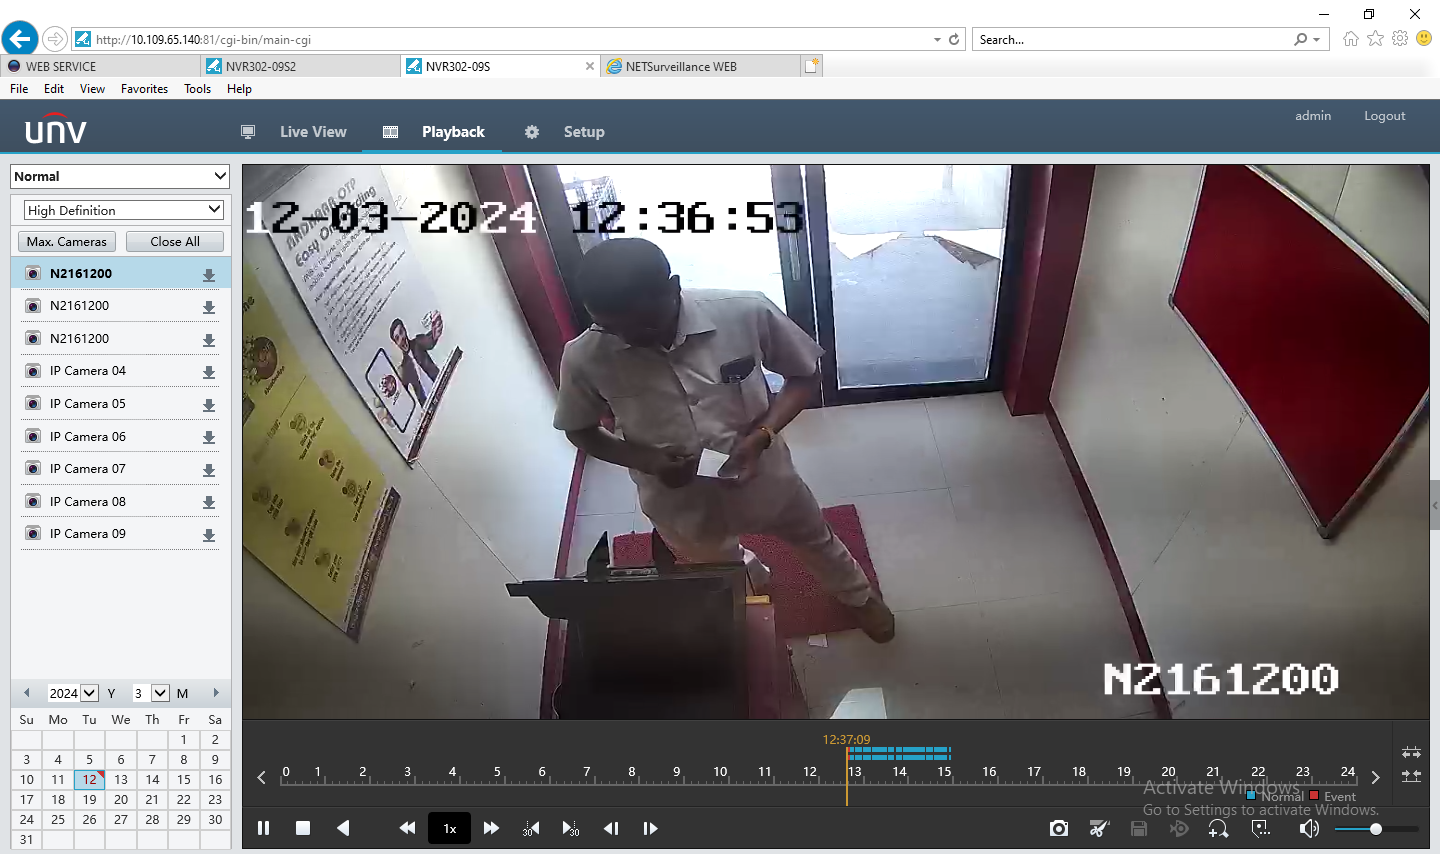 http://10.109.65.140:81/cgi-bin/main-cgi
Search...
WEB SERVICE
NVR302-09S2
NVR302-09S
NETSurveillance WEB
File Edit View Favorites Tools Help
unv
Live View
Playback
Setup
admin
Logout
Normal
High Definition
Max. Cameras
Close All
N2161200
N2161200
N2161200
IP Camera 04
IP Camera 05
IP Camera 06
IP Camera 07
IP Camera 08
IP Camera 09
2024 Y 3 M
Su Mo Tu We Th Fr Sa
1 2
3 4 5 6 7 8 9
10 11 12 13 14 15 16
17 18 19 20 21 22 23
24 25 26 27 28 29 30
31
12-03-2024 12:36:53
N2161200
12:37:09
0 1 2 3 4 5 6 7 8 9 10 11 12 13 14 15 16 17 18 19 20 21 22 23 24
Normal Event
Activate Windows
Go to Settings to activate Windows.
1x
30
30